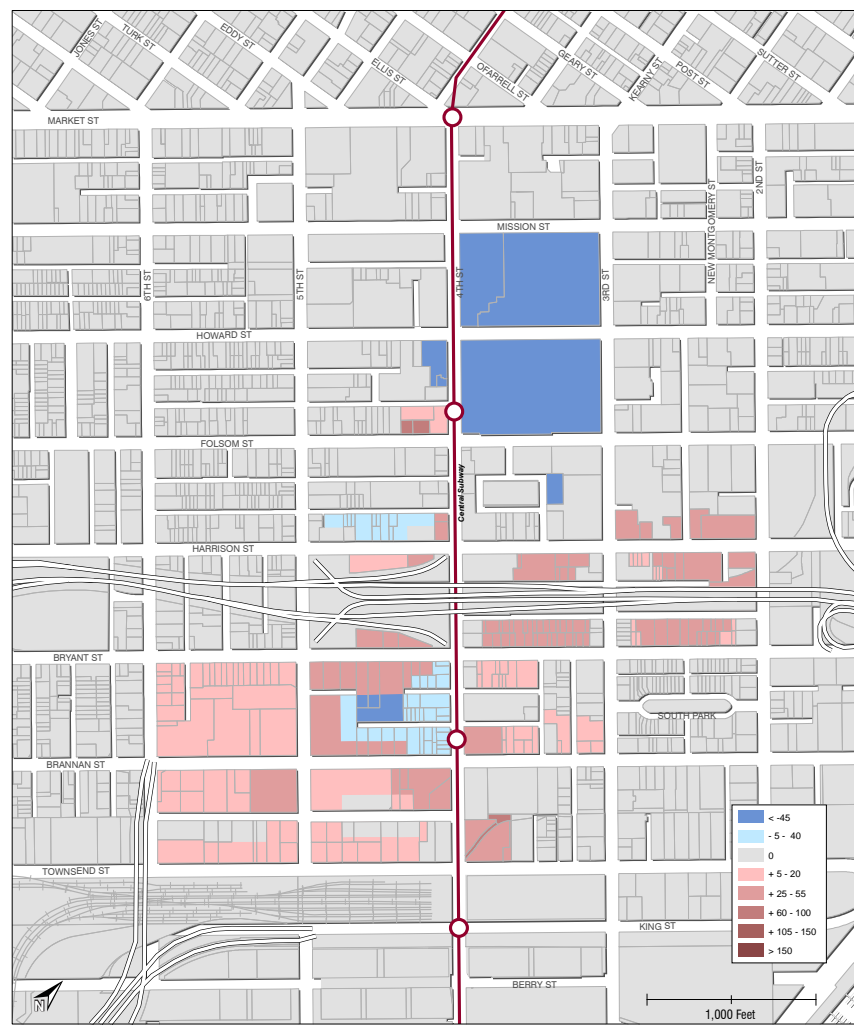 JONES ST
TURK ST
EDDY ST
ELLIS ST
OFARRELL ST
GEARY ST
KEARNY ST
POST ST
SUTTER ST
MARKET ST
2ND ST
NEW MONTGOMERY ST
MISSION ST
6TH ST
5TH ST
4TH ST
3RD ST
HOWARD ST
FOLSOM ST
Central Subway
HARRISON ST
BRYANT ST
SOUTH PARK
BRANNAN ST
< -45
- 5 - 40
0
+ 5 - 20
+ 25 - 55
+ 60 - 100
+ 105 - 150
> 150
TOWNSEND ST
KING ST
BERRY ST
N
1,000 Feet